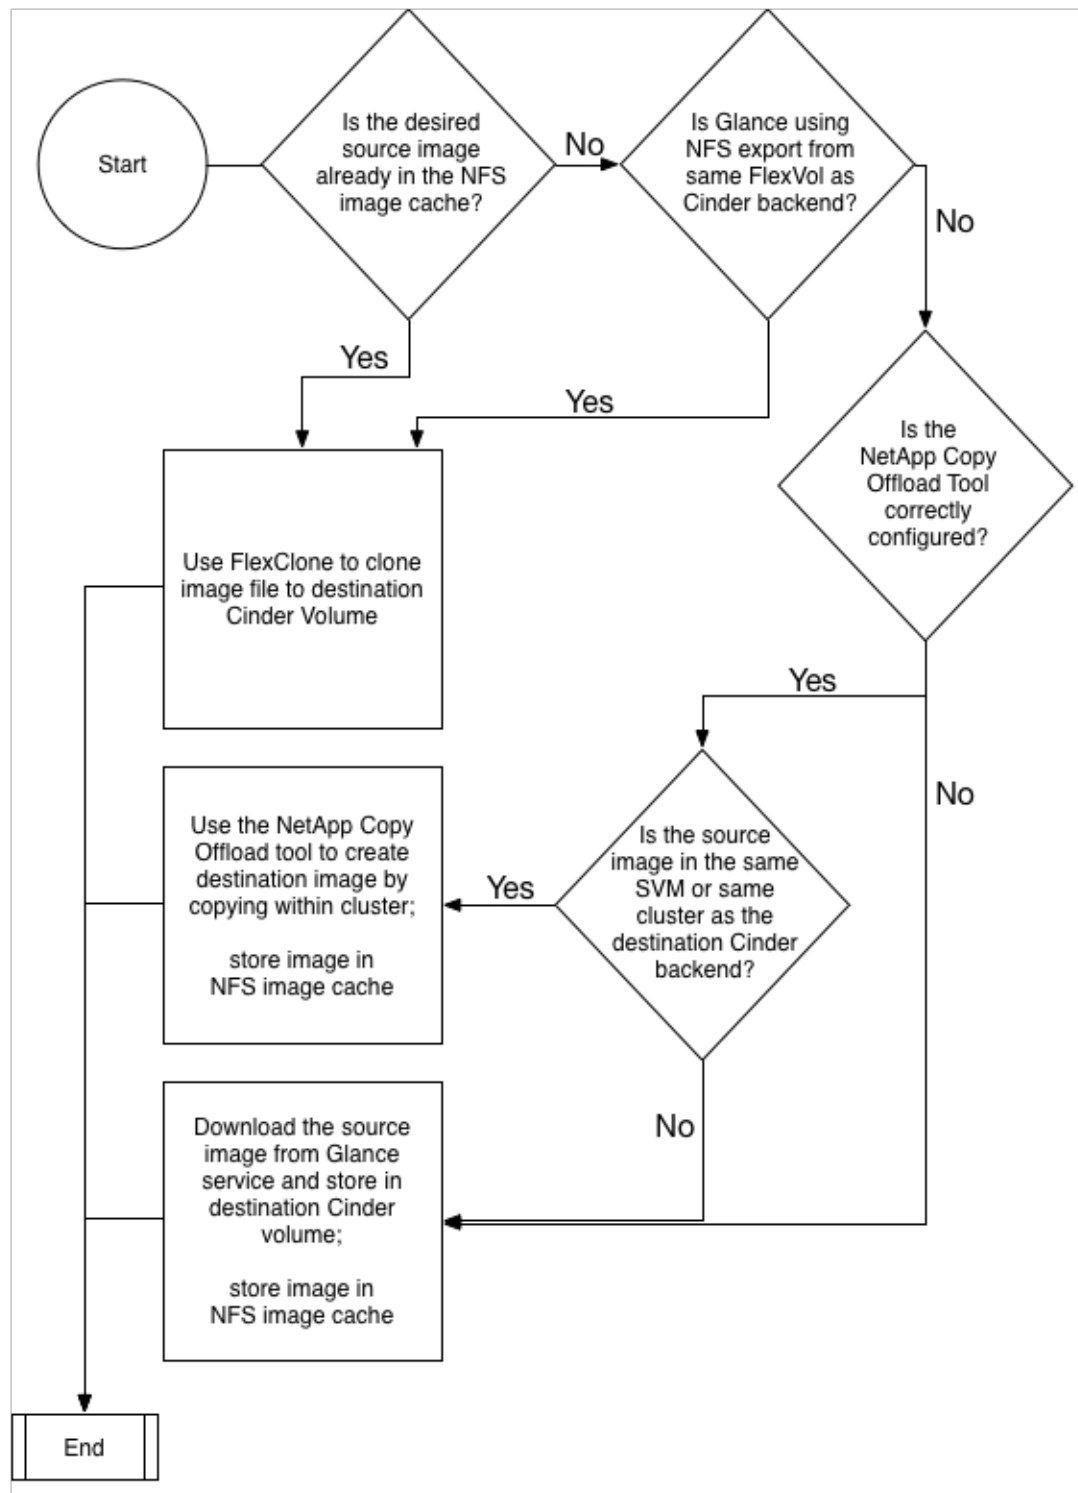 Start
Is the desired
source image
already in the NFS
image cache?
No
Is Glance using
NFS export from
same FlexVol as
Cinder backend?
No
Yes
Yes
Is the
NetApp Copy
Offload Tool
correctly
configured?
Use FlexClone to clone
image file to destination
Cinder Volume
Yes
No
Use the NetApp Copy
Offload tool to create
destination image by
copying within cluster;
store image in
NFS image cache
Yes
Is the source
image in the same
SVM or same
cluster as the
destination Cinder
backend?
No
Download the source
image from Glance
service and store in
destination Cinder
volume;
store image in
NFS image cache
End